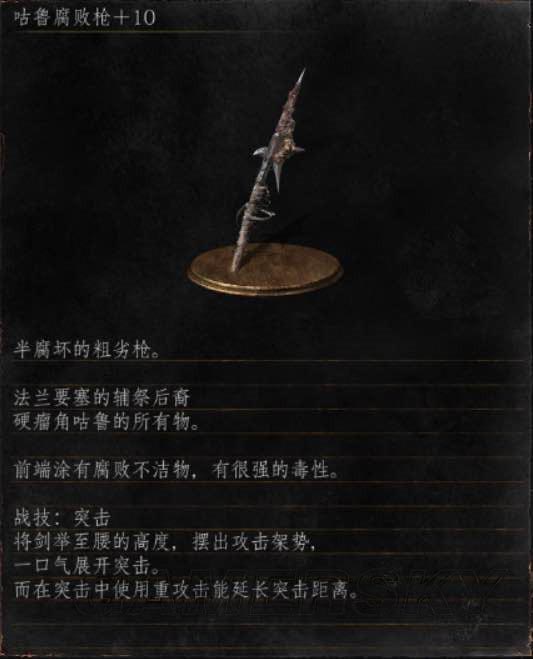 咕鲁腐败枪＋10
半腐坏的粗劣枪。
法兰要塞的辅祭后裔
硬瘤角咕鲁的所有物。
前端涂有腐败不洁物，有很强的毒性。
战技：突击
将剑举至腰的高度，摆出攻击架势，
一口气展开突击。
而在突击中使用重攻击能延长突击距离。